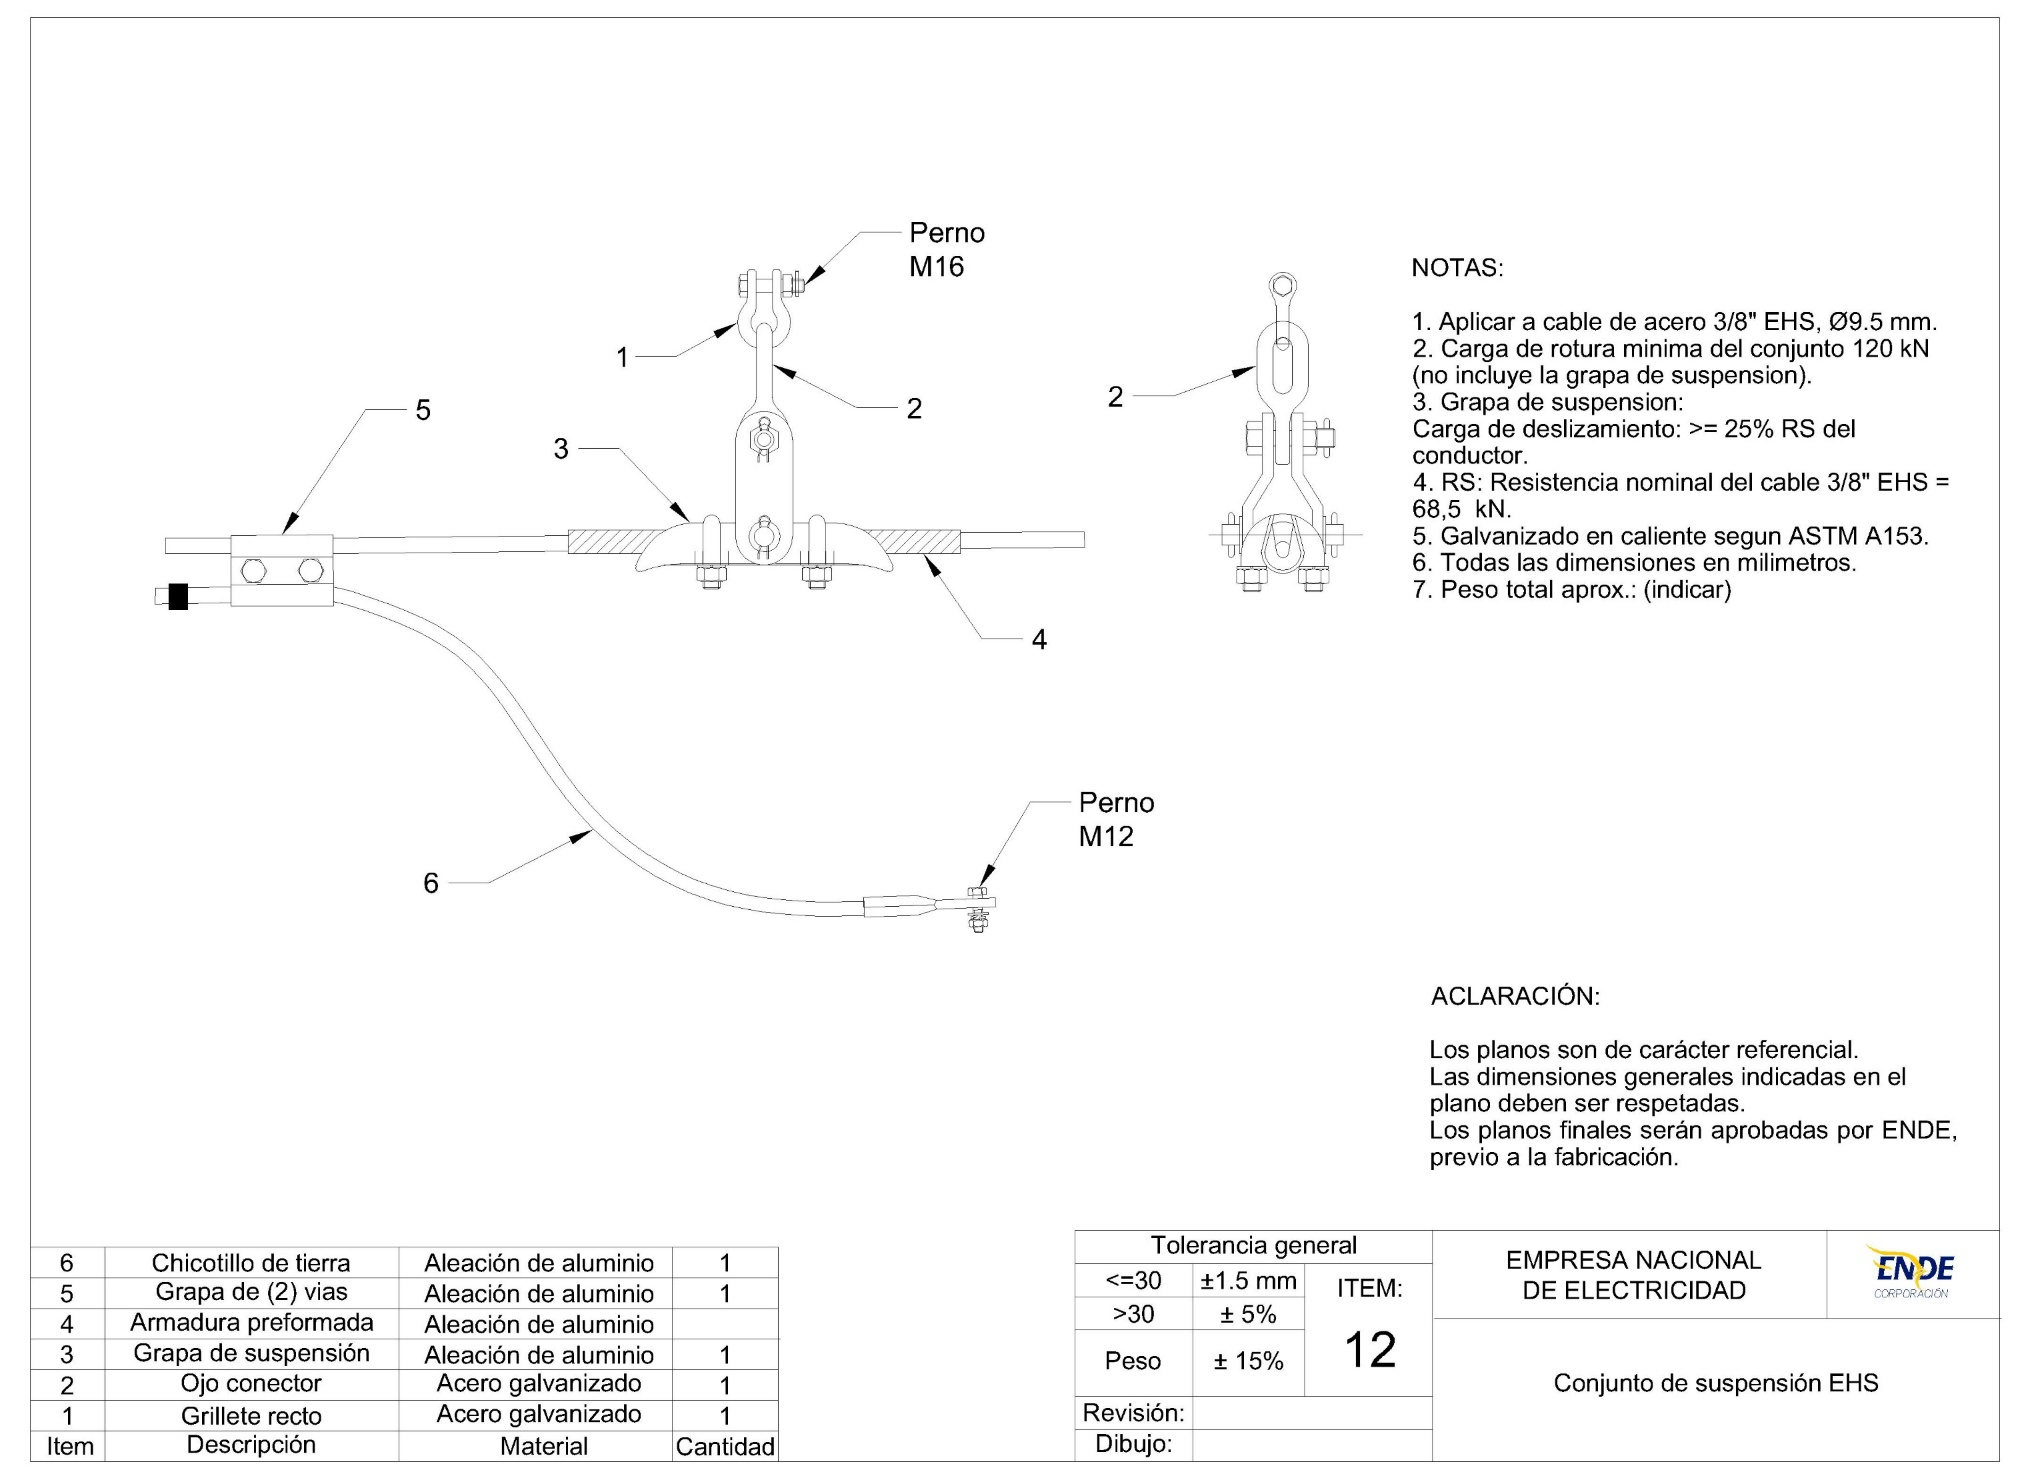 Perno
M16
1
2
5
3
4
6
Perno
M12
2
NOTAS:
1. Aplicar a cable de acero 3/8" EHS, Ø9.5 mm.
2. Carga de rotura minima del conjunto 120 kN
(no incluye la grapa de suspension).
3. Grapa de suspension:
Carga de deslizamiento: >= 25% RS del
conductor.
4. RS: Resistencia nominal del cable 3/8" EHS =
68,5 kN.
5. Galvanizado en caliente segun ASTM A153.
6. Todas las dimensiones en milimetros.
7. Peso total aprox.: (indicar)
ACLARACIÓN:
Los planos son de carácter referencial.
Las dimensiones generales indicadas en el
plano deben ser respetadas.
Los planos finales serán aprobadas por ENDE,
previo a la fabricación.
6 Chicotillo de tierra Aleación de aluminio 1
5 Grapa de (2) vias Aleación de aluminio 1
4 Armadura preformada Aleación de aluminio
3 Grapa de suspensión Aleación de aluminio 1
2 Ojo conector Acero galvanizado 1
1 Grillete recto Acero galvanizado 1
Item Descripción Material Cantidad
Tolerancia general
<=30 ±1.5 mm
>30 ± 5%
Peso ± 15%
ITEM:
12
Revisión:
Dibujo:
EMPRESA NACIONAL
DE ELECTRICIDAD
ENDE
CORPORACIÓN
Conjunto de suspensión EHS